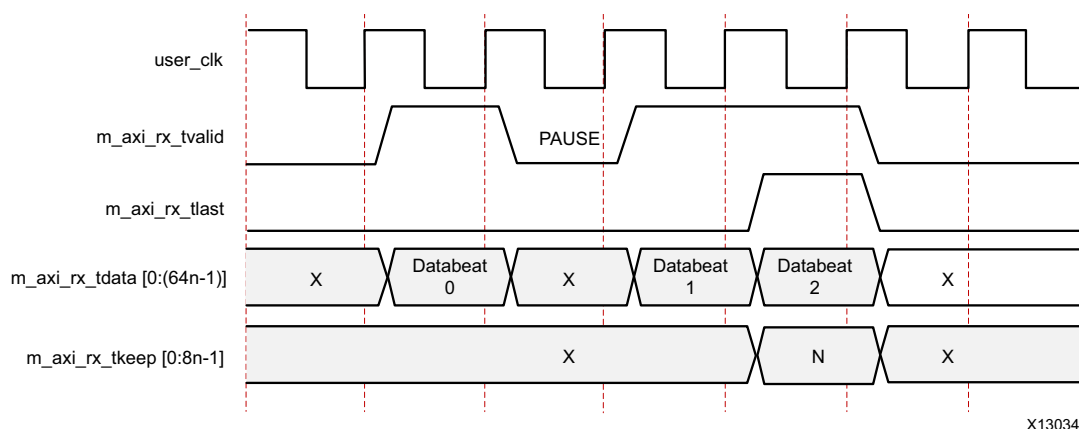 user_clk
m_axi_rx_tvalid
PAUSE
m_axi_rx_tlast
m_axi_rx_tdata [0:(64n-1)]
X
Databeat
0
X
Databeat
1
Databeat
2
X
m_axi_rx_tkeep [0:8n-1]
X
N
X
X13034